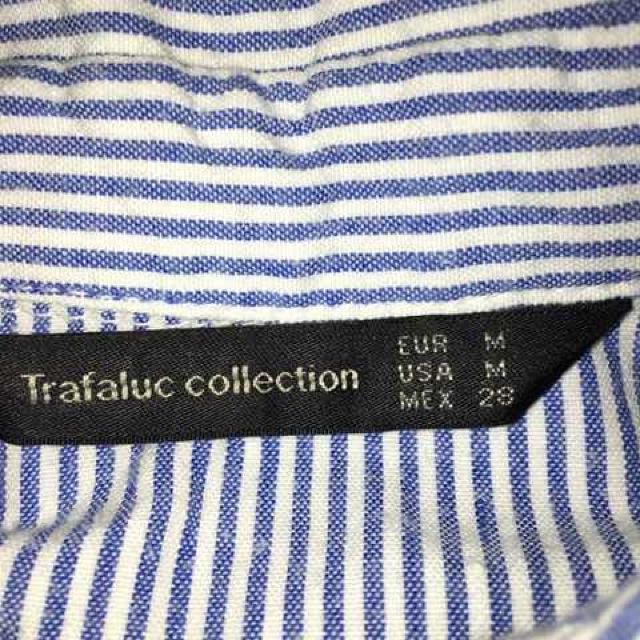 Trafaluc collection
EUR M
USA M
MEX 28